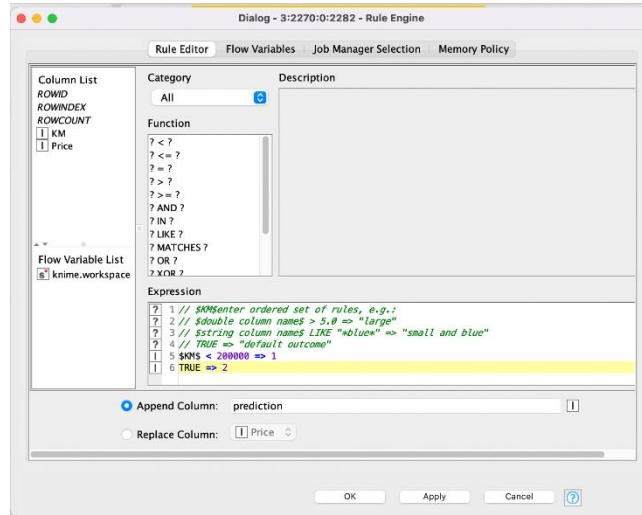 Dialog - 3:2270:0:2282 - Rule Engine
Rule Editor Flow Variables Job Manager Selection Memory Policy
Column List
ROWID
ROWINDEX
ROWCOUNT
I KM
I Price
Flow Variable List
s knime.workspace
Category
All
Function
? < ?
? <= ?
? = ?
? > ?
? >= ?
? AND ?
? IN ?
? LIKE ?
? MATCHES ?
? OR ?
? XOR ?
Description
Expression
? 1 // $KM$enter ordered set of rules, e.g.:
? 2 // $double column name$ > 5.0 => "large"
? 3 // $string column name$ LIKE "*blue*" => "small and blue"
? 4 // TRUE => "default outcome"
I 5 $KM$ < 200000 => 1
I 6 TRUE => 2
Append Column: prediction I
Replace Column: I Price
OK Apply Cancel ?